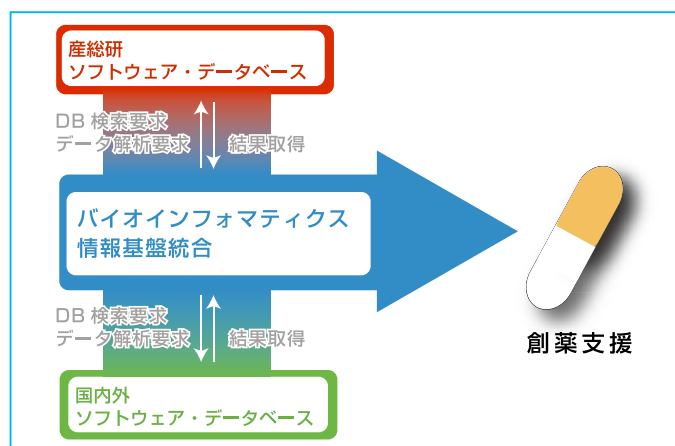 産総研
ソフトウェア・データベース
DB 検索要求
データ解析要求
結果取得
バイオインフォマティクス
情報基盤統合
DB 検索要求
データ解析要求
結果取得
創薬支援
国内外
ソフトウェア・データベース